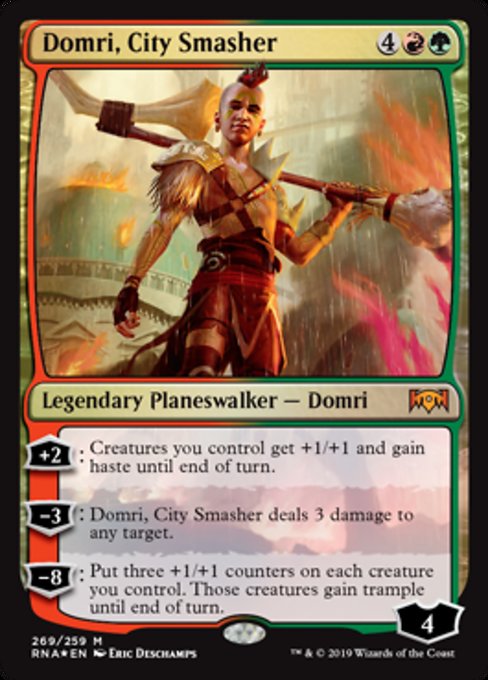 Domri, City Smasher 4
Legendary Planeswalker — Domri
+2 : Creatures you control get +1/+1 and gain
haste until end of turn.
−3 : Domri, City Smasher deals 3 damage to
any target.
−8 : Put three +1/+1 counters on each creature
you control. Those creatures gain trample
until end of turn.
4
269/259 M
RNA★EN Eric Deschamps
™ & © 2019 Wizards of the Coast